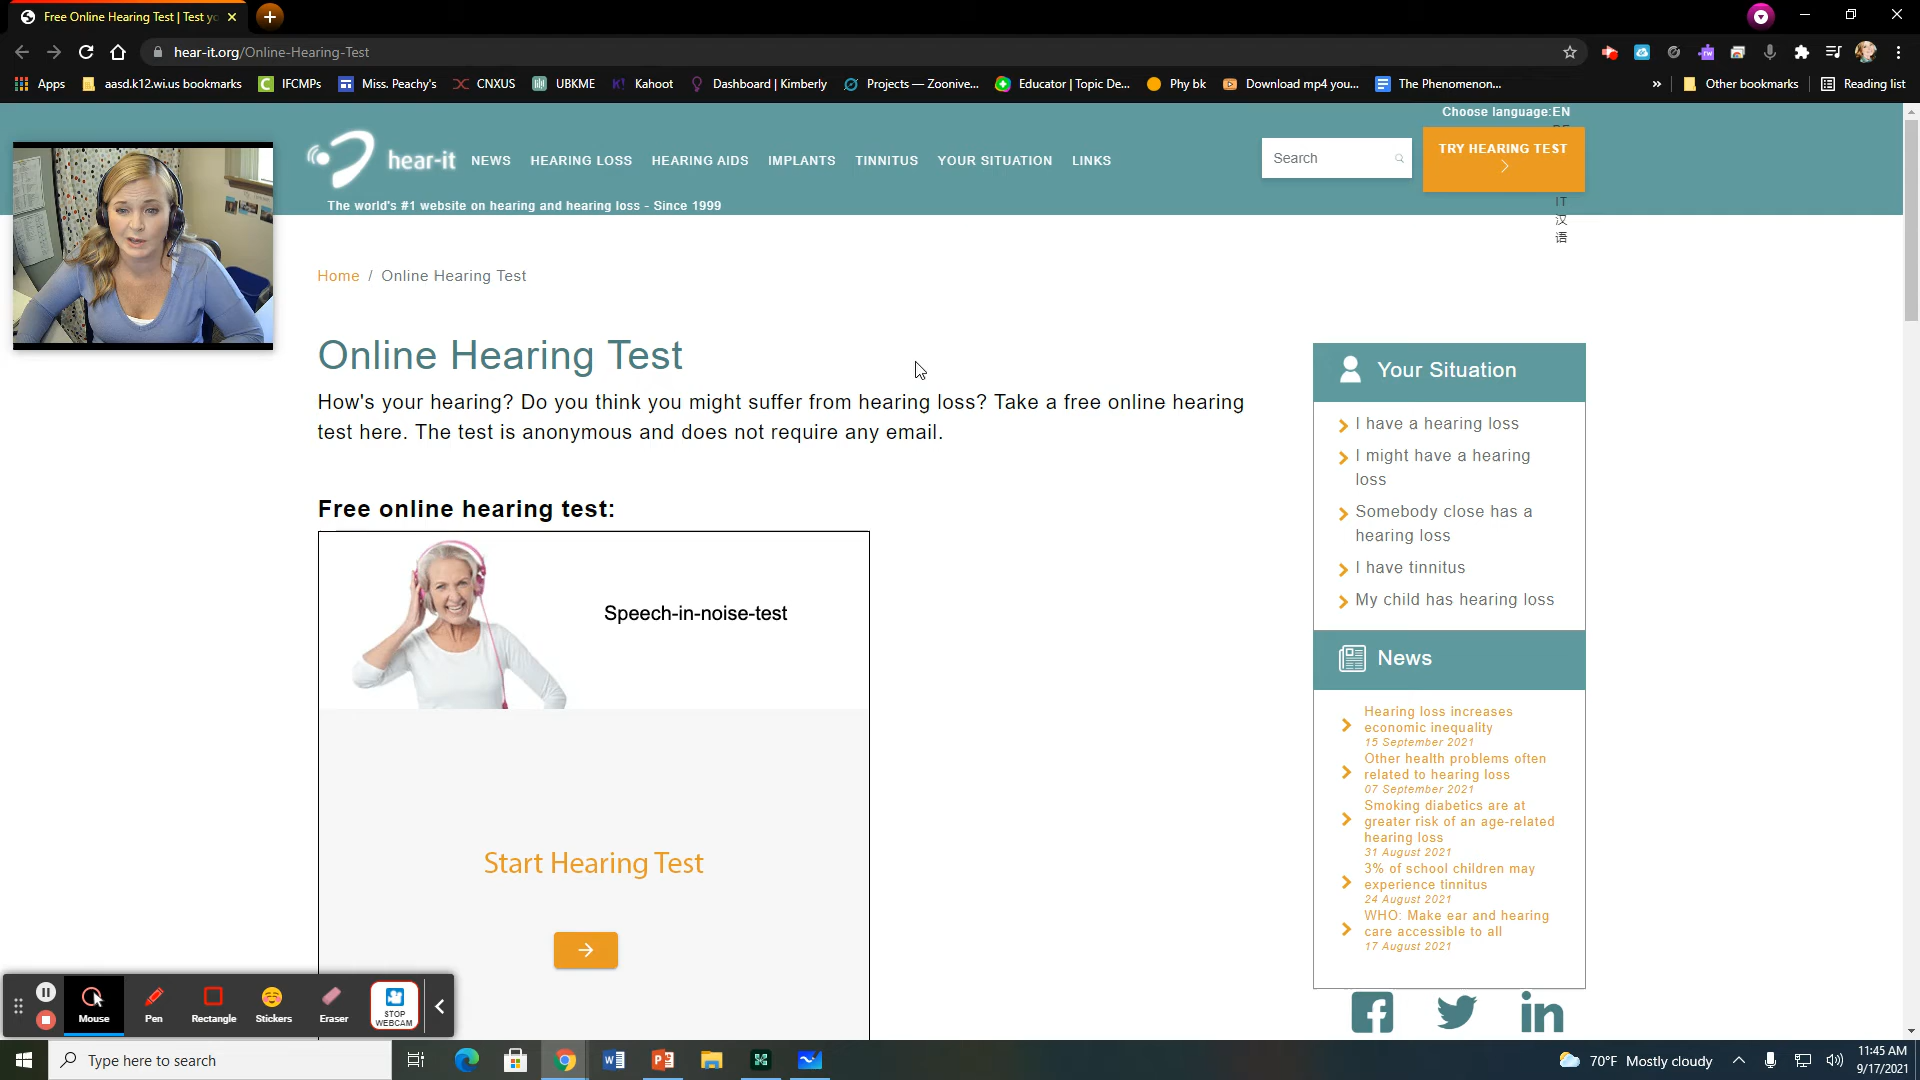 Free Online Hearing Test | Test yo
hear-it.org/Online-Hearing-Test
Apps
aasd.k12.wi.us bookmarks
IFCMPs
Miss. Peachy's
CNXUS
UBKME
Kahoot
Dashboard | Kimberly
Projects — Zoonive...
Educator | Topic De...
Phy bk
Download mp4 you...
The Phenomenon...
»
Other bookmarks
Reading list
Choose language:EN
hear-it
NEWS
HEARING LOSS
HEARING AIDS
IMPLANTS
TINNITUS
YOUR SITUATION
LINKS
Search
TRY HEARING TEST
The world's #1 website on hearing and hearing loss - Since 1999
IT
汉
语
Home / Online Hearing Test
Online Hearing Test
How's your hearing? Do you think you might suffer from hearing loss? Take a free online hearing
test here. The test is anonymous and does not require any email.
Free online hearing test:
Speech-in-noise-test
Start Hearing Test
Your Situation
I have a hearing loss
I might have a hearing
loss
Somebody close has a
hearing loss
I have tinnitus
My child has hearing loss
News
Hearing loss increases
economic inequality
15 September 2021
Other health problems often
related to hearing loss
07 September 2021
Smoking diabetics are at
greater risk of an age-related
hearing loss
31 August 2021
3% of school children may
experience tinnitus
24 August 2021
WHO: Make ear and hearing
care accessible to all
17 August 2021
Mouse
Pen
Rectangle
Stickers
Eraser
STOP
WEBCAM
Type here to search
70°F Mostly cloudy
11:45 AM
9/17/2021